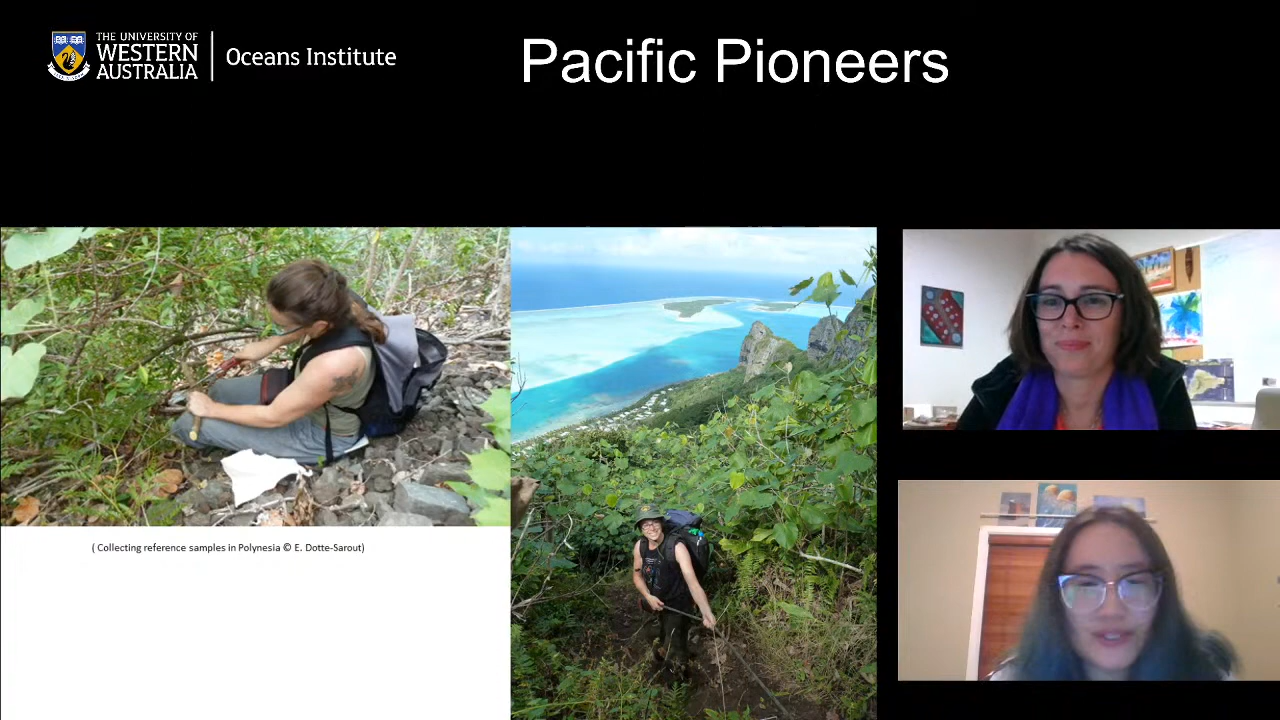 THE UNIVERSITY OF
WESTERN
AUSTRALIA
Oceans Institute
Pacific Pioneers
( Collecting reference samples in Polynesia © E. Dotte-Sarout)